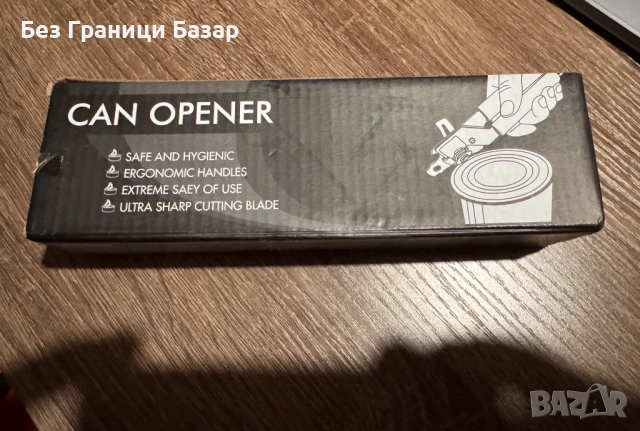 Без Граници Базар
CAN OPENER
SAFE AND HYGIENIC
ERGONOMIC HANDLES
EXTREME SAEY OF USE
ULTRA SHARP CUTTING BLADE
BAZAR